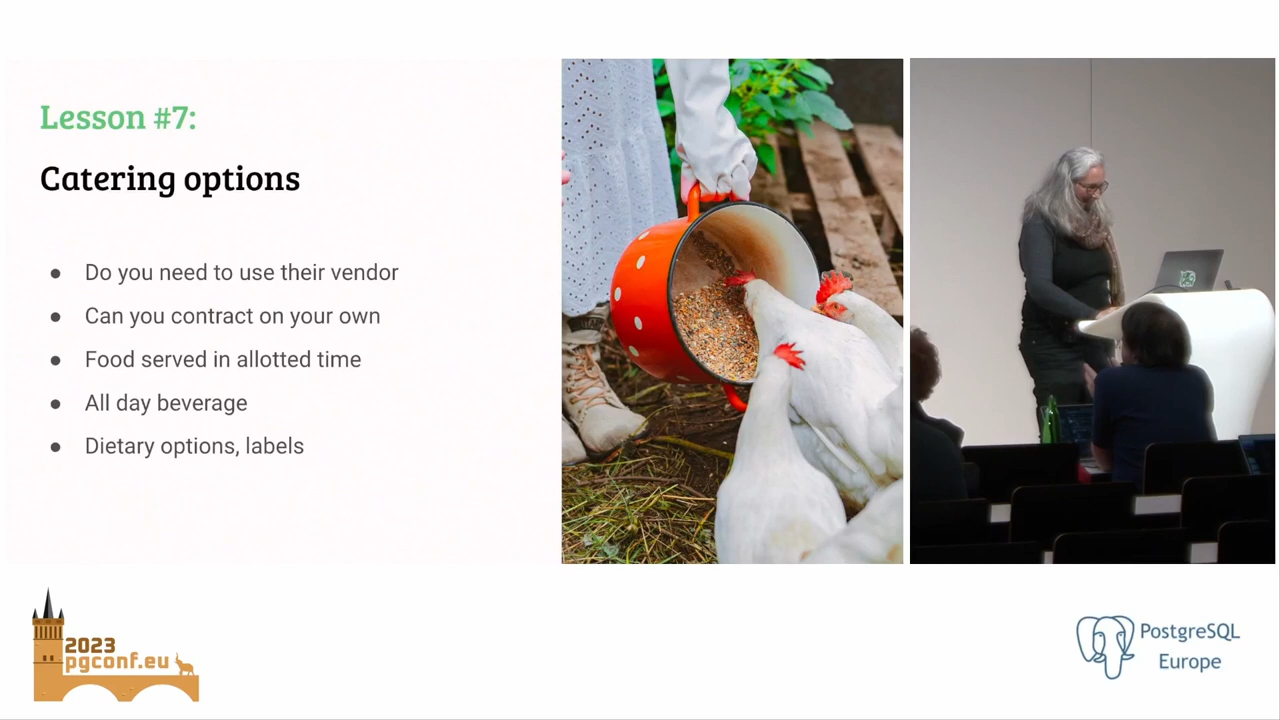 Lesson #7:
Catering options
● Do you need to use their vendor
● Can you contract on your own
● Food served in allotted time
● All day beverage
● Dietary options, labels
2023
pgconf.eu
PostgreSQL
Europe